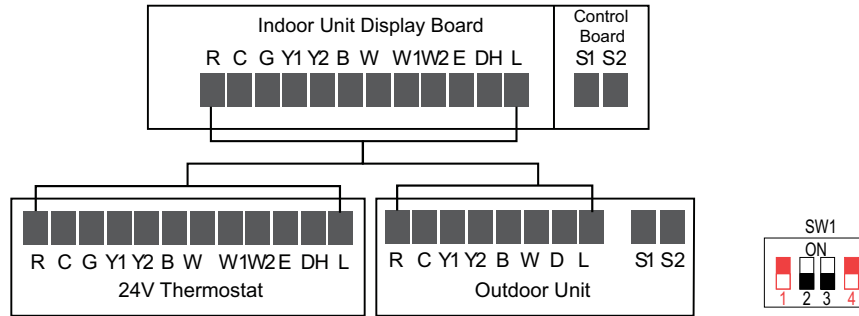 Indoor Unit Display Board
Control
Board
R C G Y1 Y2 B W W1W2 E DH L
S1 S2
R C G Y1 Y2 B W W1W2 E DH L
24V Thermostat
R C Y1 Y2 B W D L S1 S2
Outdoor Unit
SW1
ON
1 2 3 4